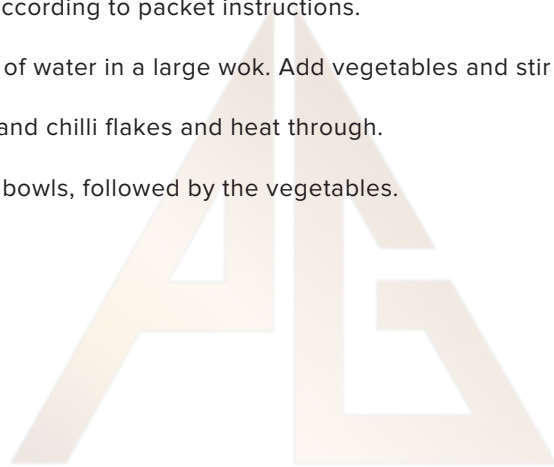 ccording to packet instructions.
of water in a large wok. Add vegetables and stir
and chilli flakes and heat through.
bowls, followed by the vegetables.
AG